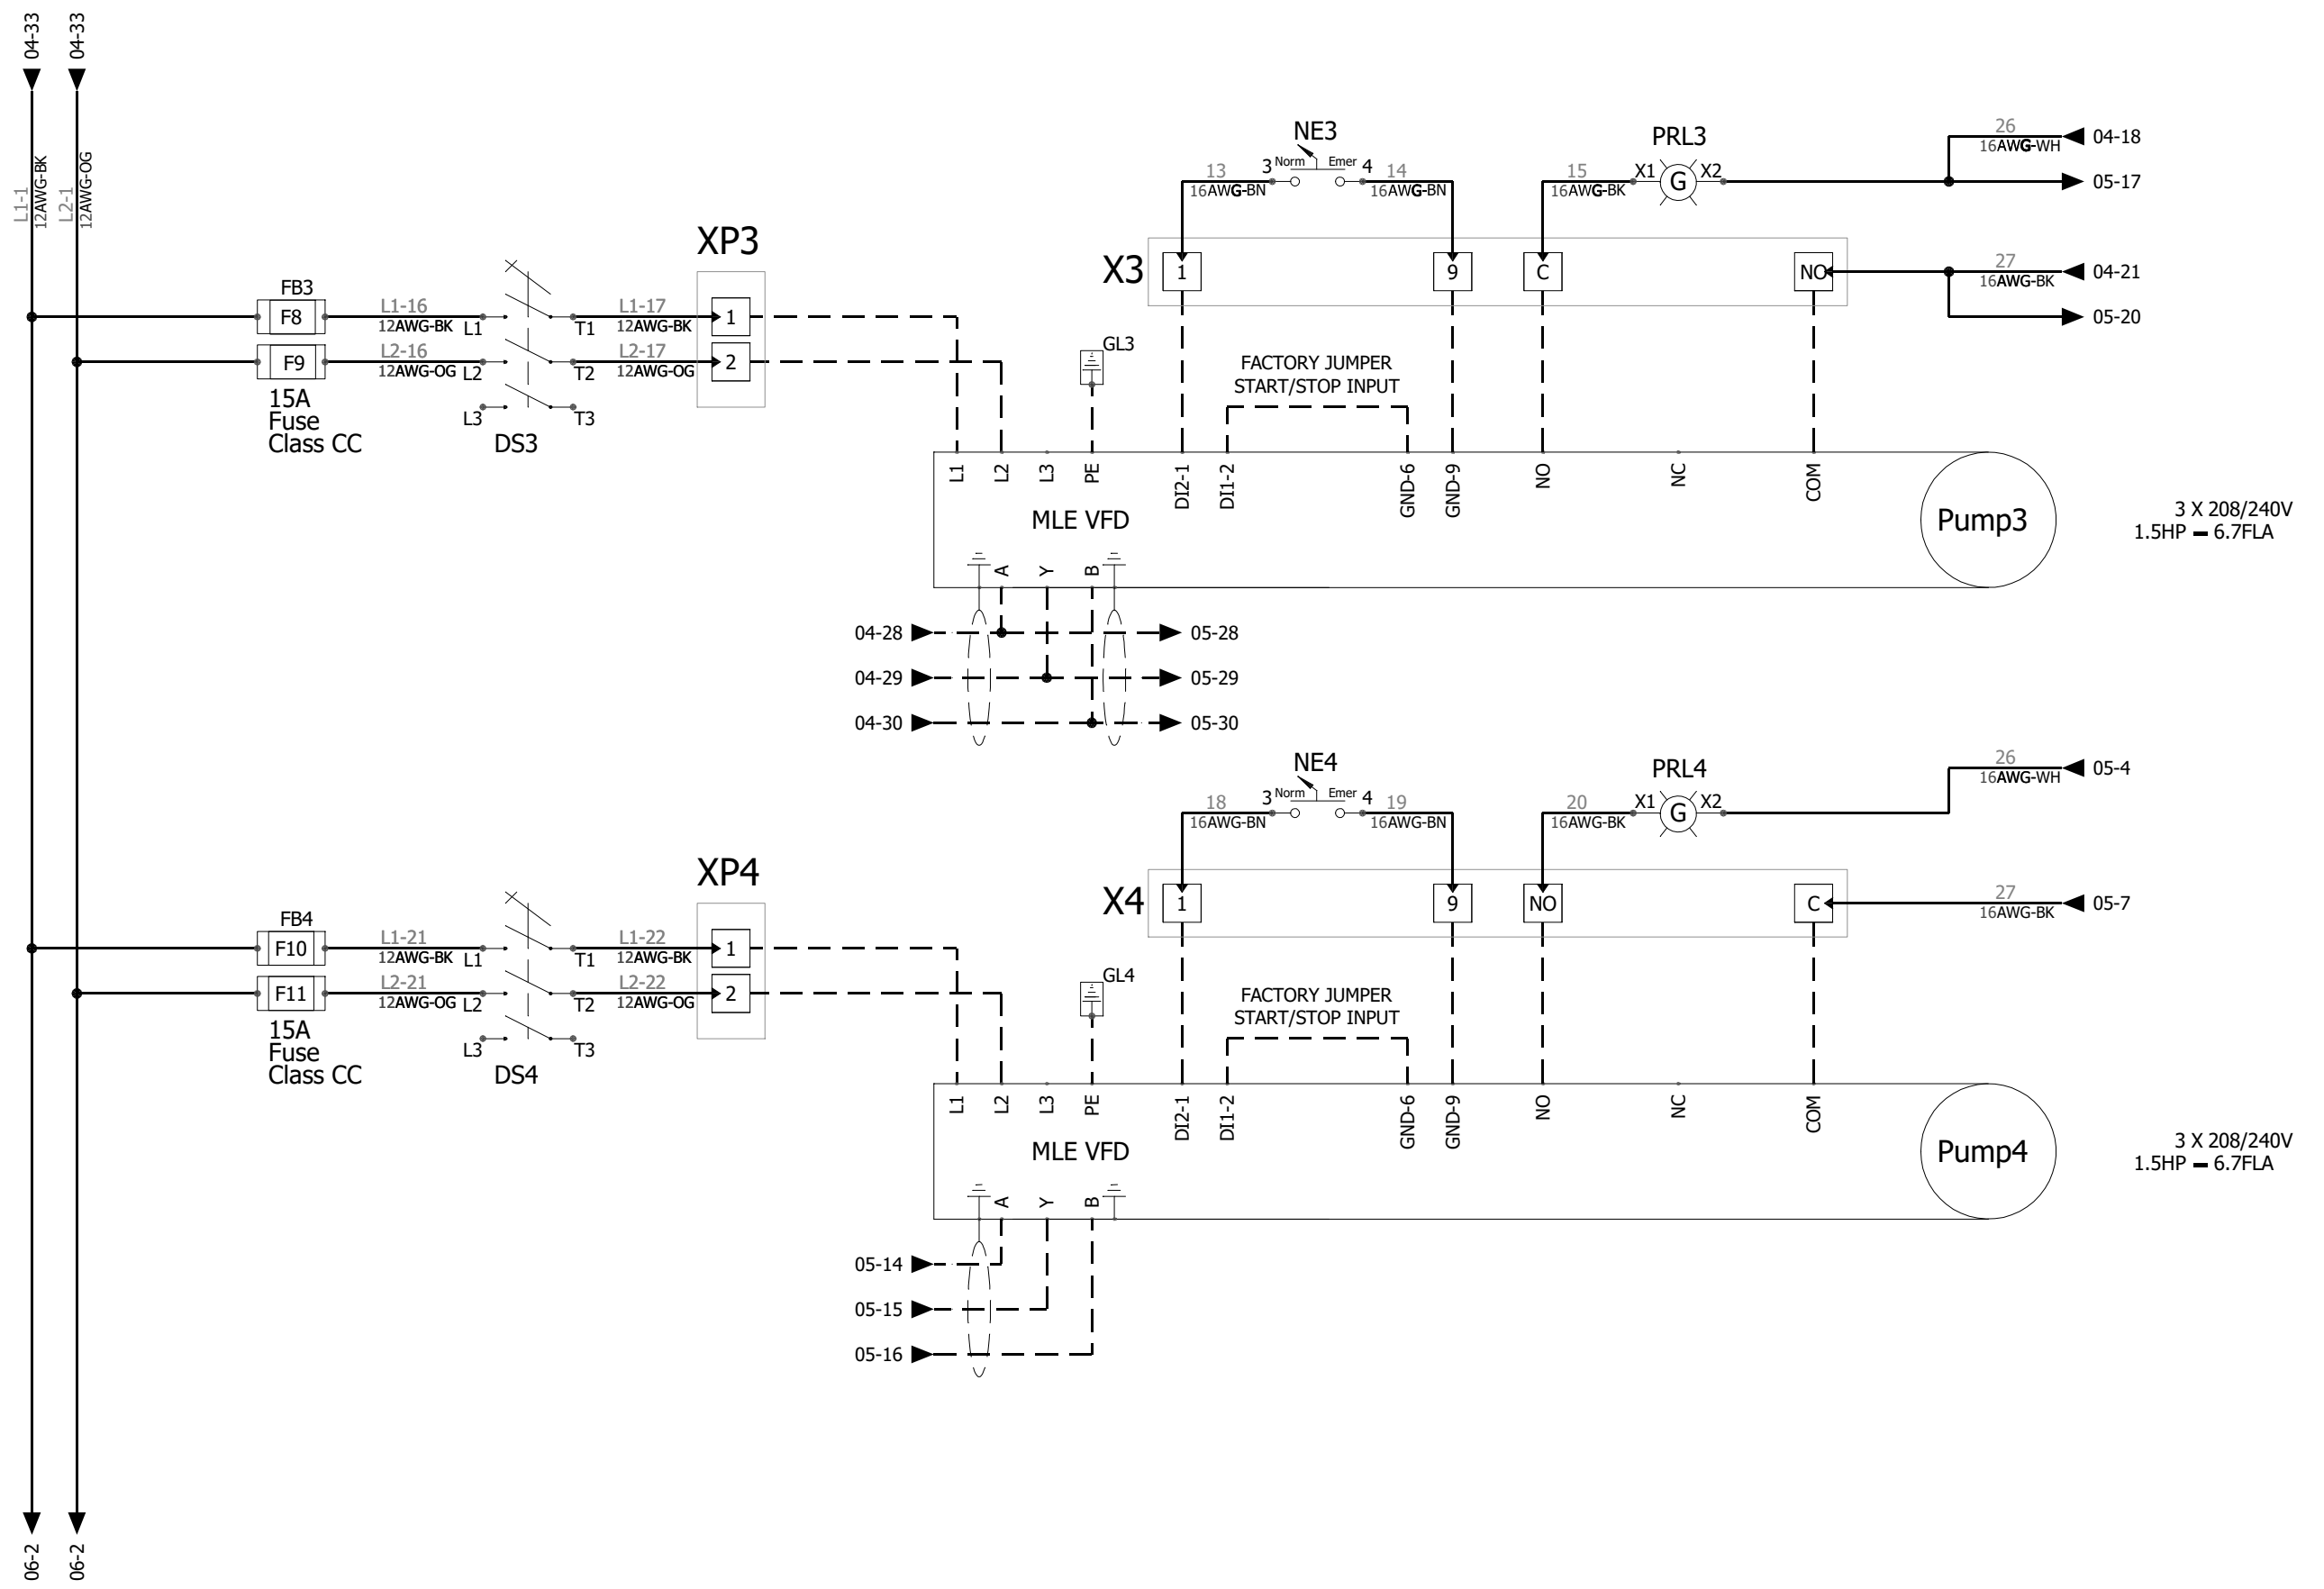 04-33
04-33
L1-1
12AWG-BK
L2-1
12AWG-OG
NE3
PRL3
26
16AWG-WH
04-18
13
16AWG-BN
3
Norm
Emer
4
14
16AWG-BN
15
16AWG-BK
X1
G
X2
05-17
XP3
X3
1
9
C
NO
27
16AWG-BK
04-21
05-20
FB3
F8
L1-16
12AWG-BK
L1
T1
L1-17
12AWG-BK
1
F9
L2-16
12AWG-OG
L2
T2
L2-17
12AWG-OG
2
15A
Fuse
Class CC
L3
T3
DS3
GL3
FACTORY JUMPER
START/STOP INPUT
L1
L2
L3
PE
DI2-1
DI1-2
GND-6
GND-9
NO
NC
COM
MLE VFD
Pump3
3 X 208/240V
1.5HP - 6.7FLA
A
Y
B
04-28
05-28
04-29
05-29
04-30
05-30
NE4
PRL4
26
16AWG-WH
05-4
18
16AWG-BN
3
Norm
Emer
4
19
16AWG-BN
20
16AWG-BK
X1
G
X2
XP4
X4
1
9
NO
C
27
16AWG-BK
05-7
FB4
F10
L1-21
12AWG-BK
L1
T1
L1-22
12AWG-BK
1
F11
L2-21
12AWG-OG
L2
T2
L2-22
12AWG-OG
2
15A
Fuse
Class CC
L3
T3
DS4
GL4
FACTORY JUMPER
START/STOP INPUT
L1
L2
L3
PE
DI2-1
DI1-2
GND-6
GND-9
NO
NC
COM
MLE VFD
Pump4
3 X 208/240V
1.5HP - 6.7FLA
A
Y
B
05-14
05-15
05-16
06-2
06-2